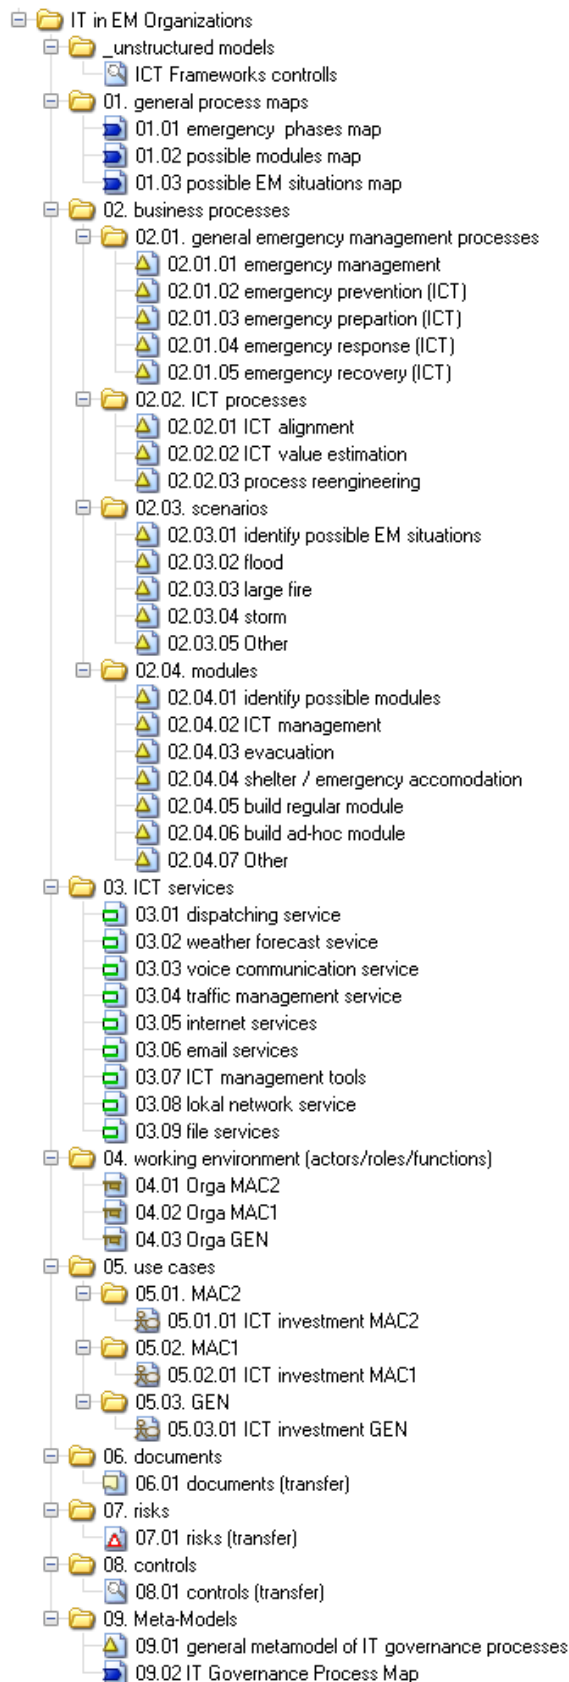 IT in EM Organizations
_unstructured models
ICT Frameworks controlls
01. general process maps
01.01 emergency phases map
01.02 possible modules map
01.03 possible EM situations map
02. business processes
02.01. general emergency management processes
02.01.01 emergency management
02.01.02 emergency prevention (ICT)
02.01.03 emergency prepartion (ICT)
02.01.04 emergency response (ICT)
02.01.05 emergency recovery (ICT)
02.02. ICT processes
02.02.01 ICT alignment
02.02.02 ICT value estimation
02.02.03 process reengineering
02.03. scenarios
02.03.01 identify possible EM situations
02.03.02 flood
02.03.03 large fire
02.03.04 storm
02.03.05 Other
02.04. modules
02.04.01 identify possible modules
02.04.02 ICT management
02.04.03 evacuation
02.04.04 shelter / emergency accomodation
02.04.05 build regular module
02.04.06 build ad-hoc module
02.04.07 Other
03. ICT services
03.01 dispatching service
03.02 weather forecast sevice
03.03 voice communication service
03.04 traffic management service
03.05 internet services
03.06 email services
03.07 ICT management tools
03.08 lokal network service
03.09 file services
04. working environment (actors/roles/functions)
04.01 Orga MAC2
04.02 Orga MAC1
04.03 Orga GEN
05. use cases
05.01. MAC2
05.01.01 ICT investment MAC2
05.02. MAC1
05.02.01 ICT investment MAC1
05.03. GEN
05.03.01 ICT investment GEN
06. documents
06.01 documents (transfer)
07. risks
07.01 risks (transfer)
08. controls
08.01 controls (transfer)
09. Meta-Models
09.01 general metamodel of IT governance processes
09.02 IT Governance Process Map